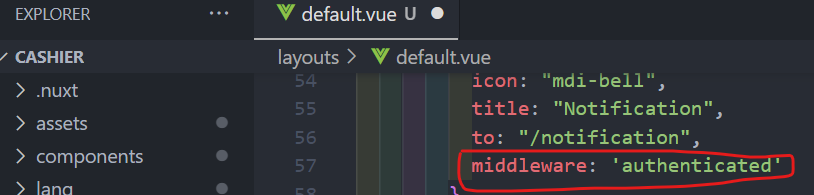 EXPLORER ... default.vue U
CASHIER layouts > default.vue
.nuxt 54 icon: "mdi-bell",
assets 55 title: "Notification",
components 56 to: "/notification",
lang 57 middleware: 'authenticated'
58 }